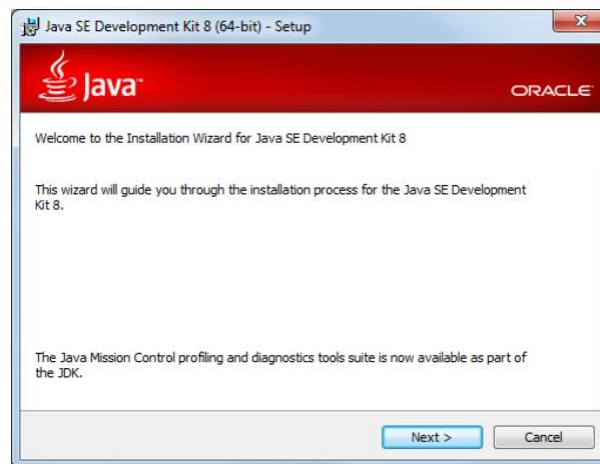 Java SE Development Kit 8 (64-bit) - Setup
Java™
ORACLE®
Welcome to the Installation Wizard for Java SE Development Kit 8
This wizard will guide you through the installation process for the Java SE Development
Kit 8.
The Java Mission Control profiling and diagnostics tools suite is now available as part of
the JDK.
Next >
Cancel